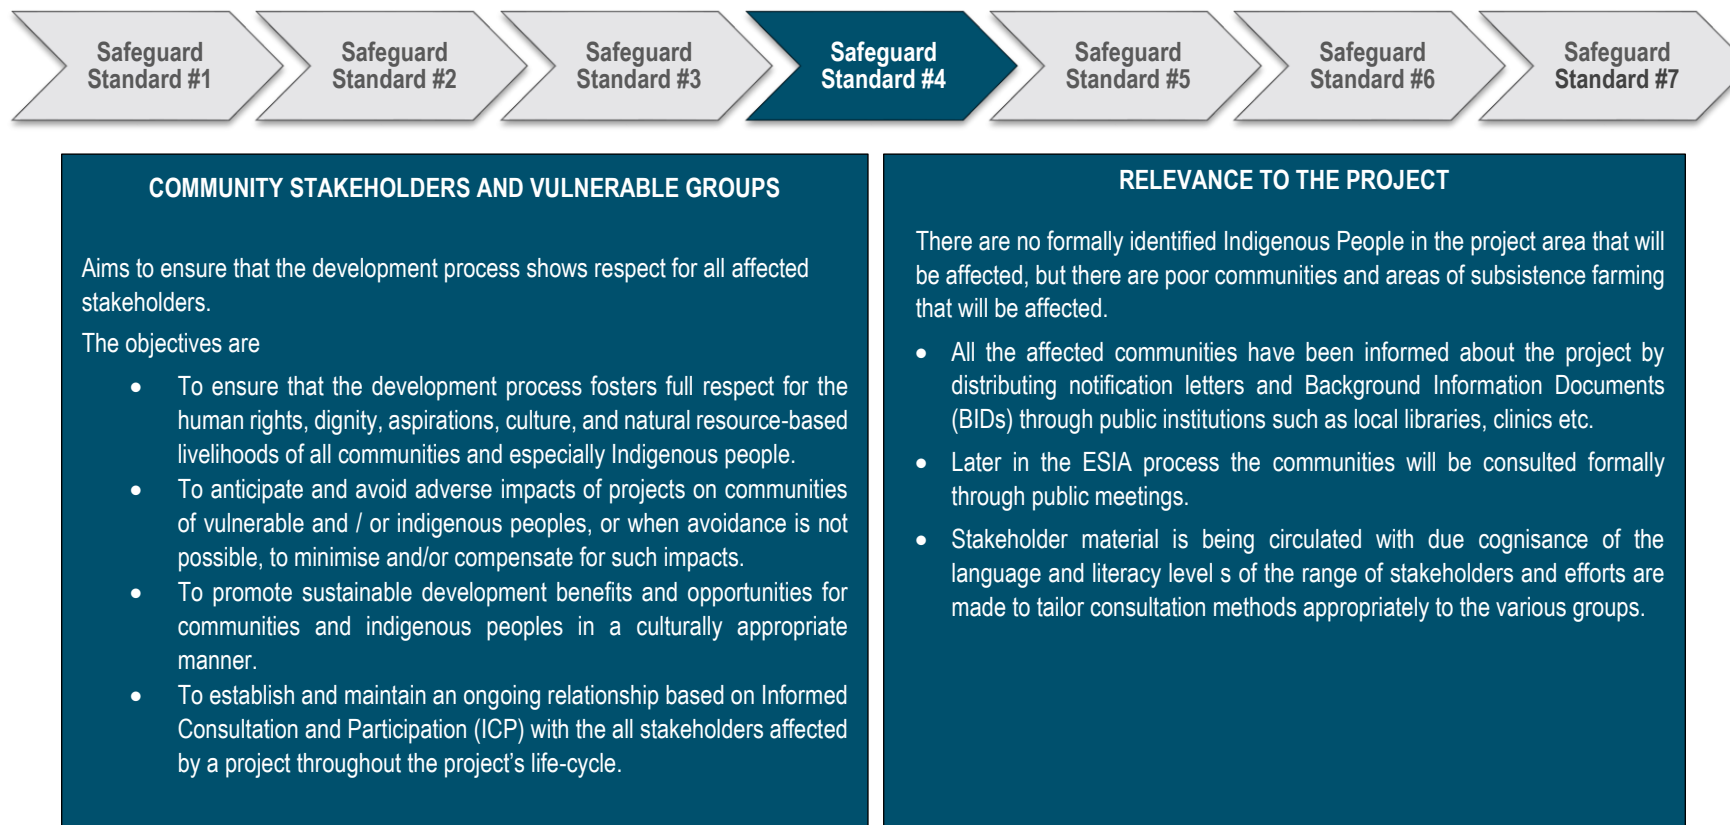 Safeguard
Standard #1
Safeguard
Standard #2
Safeguard
Standard #3
Safeguard
Standard #4
Safeguard
Standard #5
Safeguard
Standard #6
Safeguard
Standard #7
COMMUNITY STAKEHOLDERS AND VULNERABLE GROUPS
Aims to ensure that the development process shows respect for all affected
stakeholders.
The objectives are
• To ensure that the development process fosters full respect for the
human rights, dignity, aspirations, culture, and natural resource-based
livelihoods of all communities and especially Indigenous people.
• To anticipate and avoid adverse impacts of projects on communities
of vulnerable and / or indigenous peoples, or when avoidance is not
possible, to minimise and/or compensate for such impacts.
• To promote sustainable development benefits and opportunities for
communities and indigenous peoples in a culturally appropriate
manner.
• To establish and maintain an ongoing relationship based on Informed
Consultation and Participation (ICP) with the all stakeholders affected
by a project throughout the project's life-cycle.
RELEVANCE TO THE PROJECT
There are no formally identified Indigenous People in the project area that will
be affected, but there are poor communities and areas of subsistence farming
that will be affected.
• All the affected communities have been informed about the project by
distributing notification letters and Background Information Documents
(BIDs) through public institutions such as local libraries, clinics etc.
• Later in the ESIA process the communities will be consulted formally
through public meetings.
• Stakeholder material is being circulated with due cognisance of the
language and literacy level s of the range of stakeholders and efforts are
made to tailor consultation methods appropriately to the various groups.